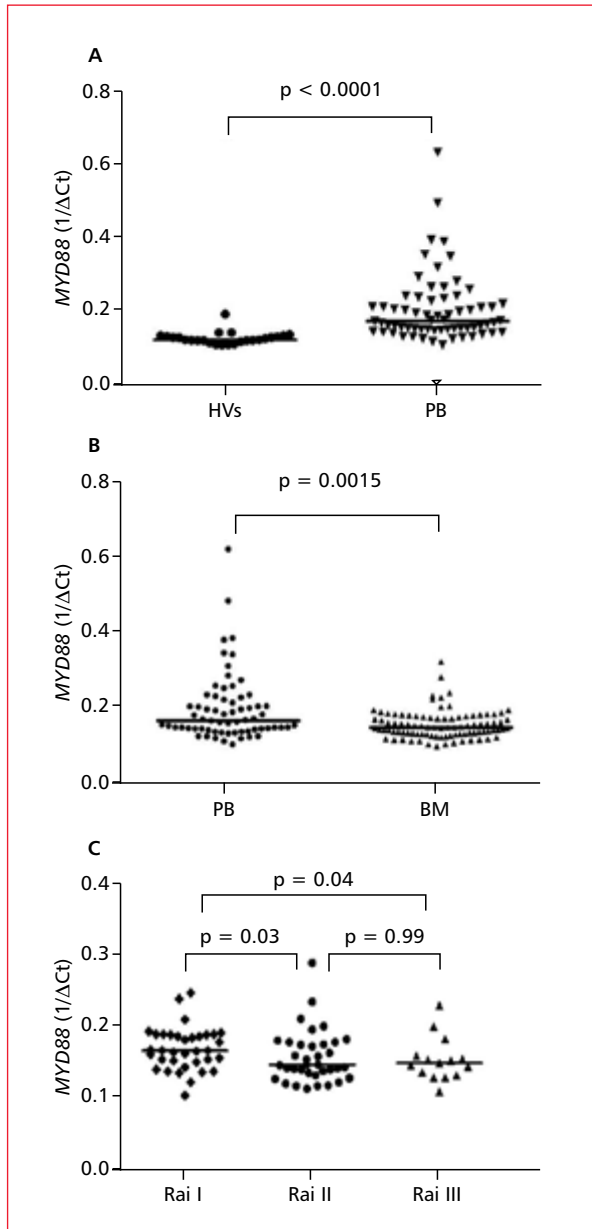 A
p < 0.0001
0.8
0.6
0.4
0.2
0.0
MYD88 (1/ΔCt)
HVs PB
B
p = 0.0015
0.8
0.6
0.4
0.2
0.0
MYD88 (1/ΔCt)
PB BM
C
p = 0.04
p = 0.03 p = 0.99
0.4
0.3
0.2
0.1
0.0
MYD88 (1/ΔCt)
Rai I Rai II Rai III